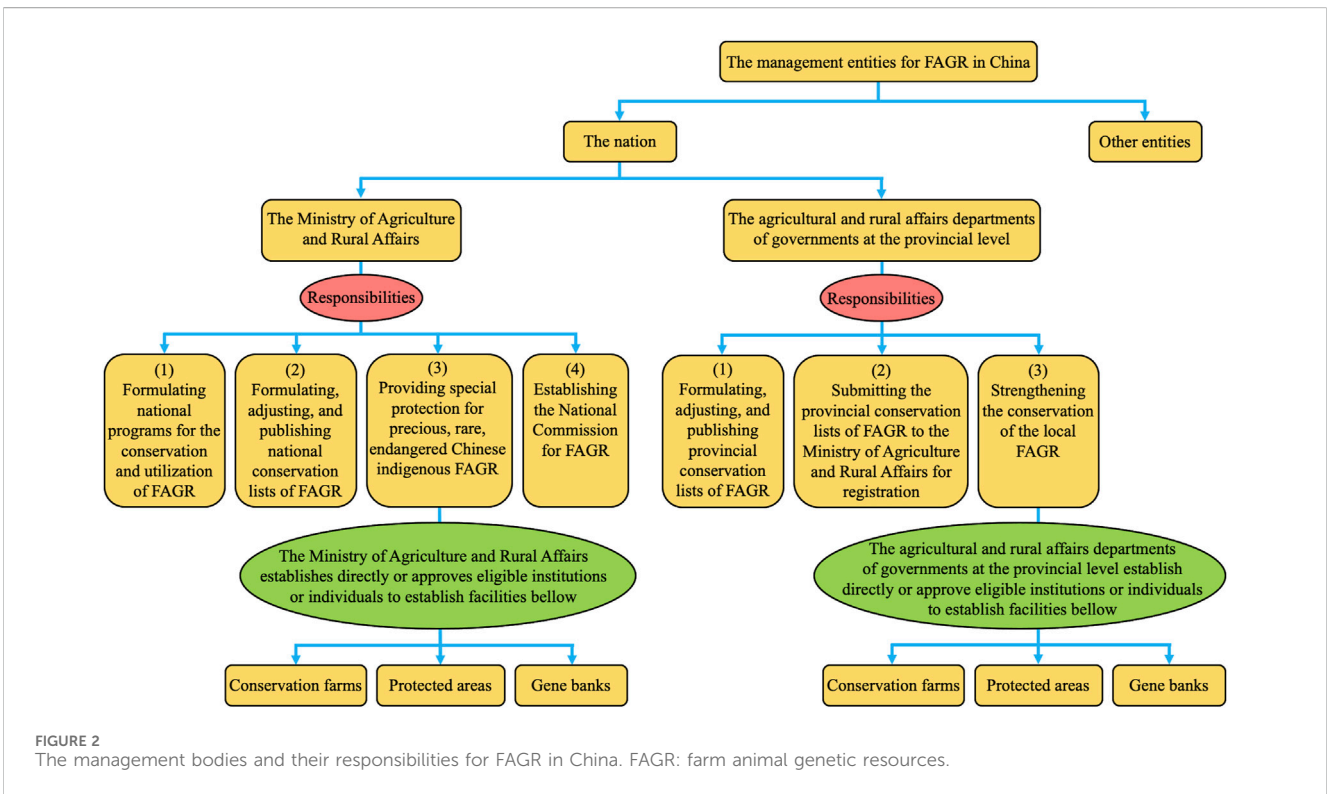 The management entities for FAGR in China
The nation
Other entities
The Ministry of Agriculture
and Rural Affairs
The agricultural and rural affairs departments
of governments at the provincial level
Responsibilities
Responsibilities
(1)
Formulating
national
programs for the
conservation
and utilization
of FAGR
(2)
Formulating,
adjusting, and
publishing
national
conservation
lists of FAGR
(3)
Providing special
protection for
precious, rare,
endangered Chinese
indigenous FAGR
(4)
Establishing
the National
Commission
for FAGR
(1)
Formulating,
adjusting, and
publishing
provincial
conservation
lists of FAGR
(2)
Submitting the
provincial conservation
lists of FAGR to the
Ministry of Agriculture
and Rural Affairs for
registration
(3)
Strengthening
the conservation
of the local
FAGR
The Ministry of Agriculture and Rural Affairs
establishes directly or approves eligible institutions
or individuals to establish facilities bellow
The agricultural and rural affairs departments
of governments at the provincial level establish
directly or approve eligible institutions or individuals
to establish facilities bellow
Conservation farms
Protected areas
Gene banks
Conservation farms
Protected areas
Gene banks
FIGURE 2
The management bodies and their responsibilities for FAGR in China. FAGR: farm animal genetic resources.